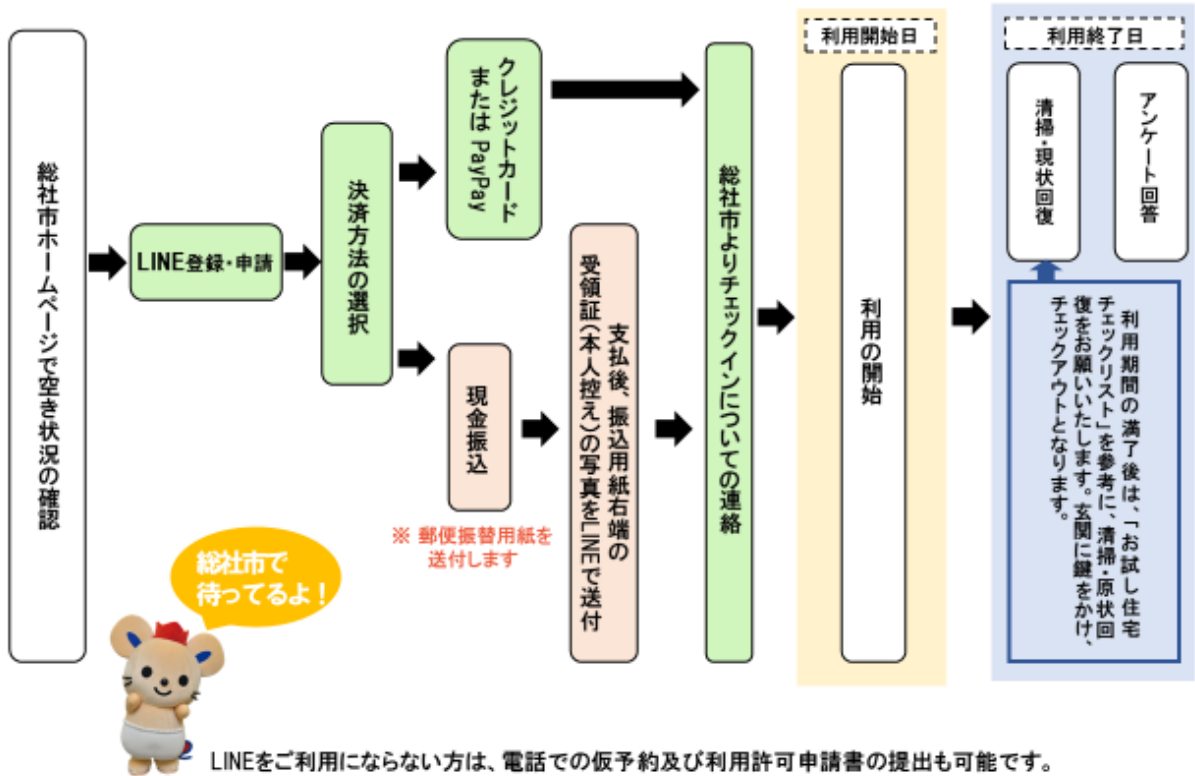 総社市ホームページで空き状況の確認
LINE登録・申請
決済方法の選択
クレジットカード
または PayPay
現金振込
※ 郵便振替用紙を
送付します
支払後、振込用紙右端の
受領証(本人控え)の写真をLINEで送付
総社市よりチェックインについての連絡
利用開始日
利用の開始
利用終了日
清掃・現状回復
アンケート回答
利用期間の満了後は、「お試し住宅
チェックリスト」を参考に、清掃・原状回
復をお願いいたします。玄関に鍵をかけ、
チェックアウトとなります。
総社市で
待ってるよ！
LINEをご利用にならない方は、電話での仮予約及び利用許可申請書の提出も可能です。